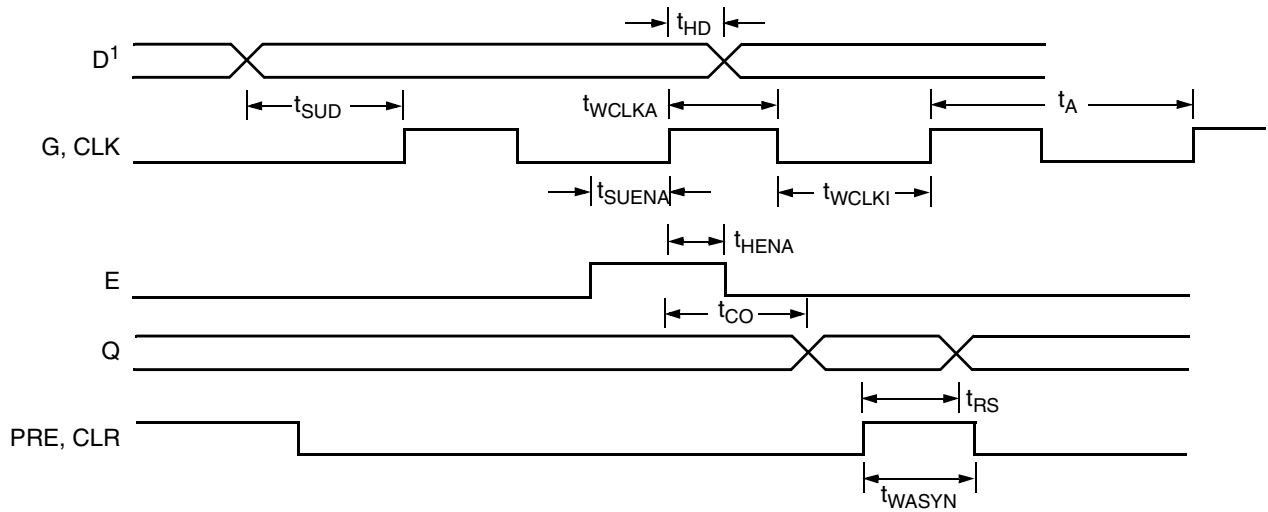 tHD
D¹
tSUD
tWCLKA
tA
G, CLK
tSUENA
tWCLKI
tHENA
E
tCO
Q
tRS
PRE, CLR
tWASYN